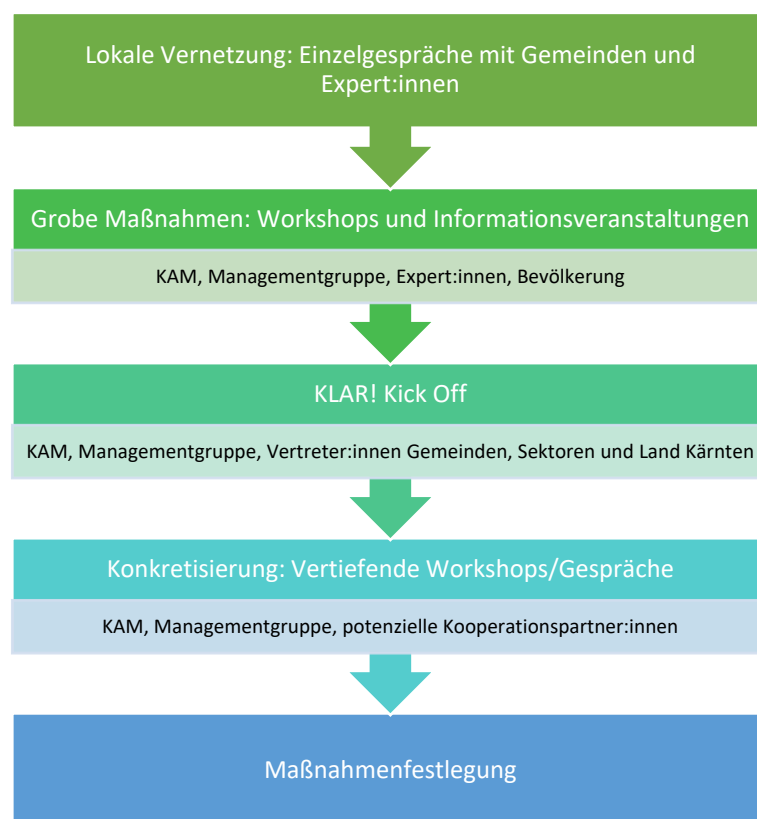 Lokale Vernetzung: Einzelgespräche mit Gemeinden und
Expert:innen
Grobe Maßnahmen: Workshops und Informationsveranstaltungen
KAM, Managementgruppe, Expert:innen, Bevölkerung
KLAR! Kick Off
KAM, Managementgruppe, Vertreter:innen Gemeinden, Sektoren und Land Kärnten
Konkretisierung: Vertiefende Workshops/Gespräche
KAM, Managementgruppe, potenzielle Kooperationspartner:innen
Maßnahmenfestlegung